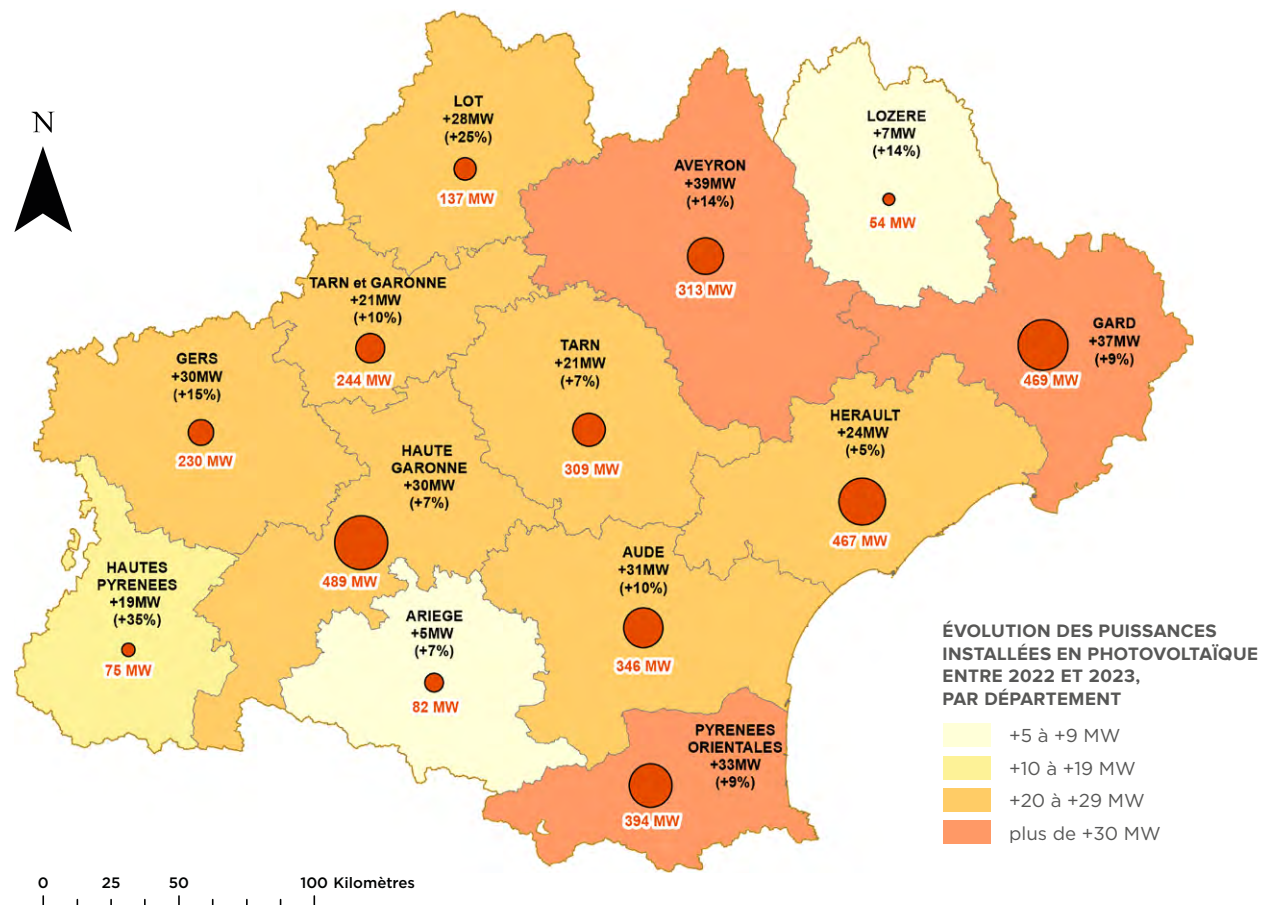 N
LOT
+28MW
(+25%)
137 MW
LOZERE
+7MW
(+14%)
54 MW
AVEYRON
+39MW
(+14%)
313 MW
TARN et GARONNE
+21MW
(+10%)
244 MW
GARD
+37MW
(+9%)
469 MW
GERS
+30MW
(+15%)
230 MW
TARN
+21MW
(+7%)
309 MW
HERAULT
+24MW
(+5%)
467 MW
HAUTE
GARONNE
+30MW
(+7%)
489 MW
HAUTES
PYRENEES
+19MW
(+35%)
75 MW
ARIEGE
+5MW
(+7%)
82 MW
AUDE
+31MW
(+10%)
346 MW
PYRENEES
ORIENTALES
+33MW
(+9%)
394 MW
ÉVOLUTION DES PUISSANCES
INSTALLÉES EN PHOTOVOLTAÏQUE
ENTRE 2022 ET 2023,
PAR DÉPARTEMENT
+5 à +9 MW
+10 à +19 MW
+20 à +29 MW
plus de +30 MW
0 25 50 100 Kilomètres